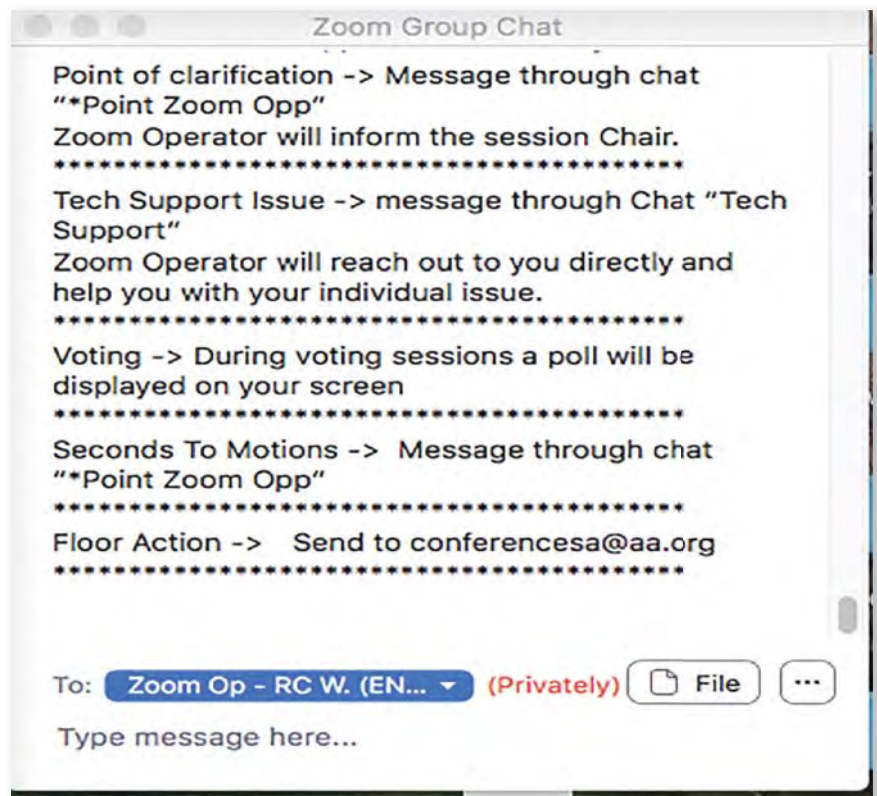 Zoom Group Chat
Point of clarification -> Message through chat
"*Point Zoom Opp"
Zoom Operator will inform the session Chair.
******************************************
Tech Support Issue -> message through Chat "Tech
Support"
Zoom Operator will reach out to you directly and
help you with your individual issue.
******************************************
Voting -> During voting sessions a poll will be
displayed on your screen
******************************************
Seconds To Motions ->  Message through chat
"*Point Zoom Opp"
******************************************
Floor Action ->   Send to conferencesa@aa.org
******************************************
To: Zoom Op - RC W. (EN... (Privately) File ...
Type message here...